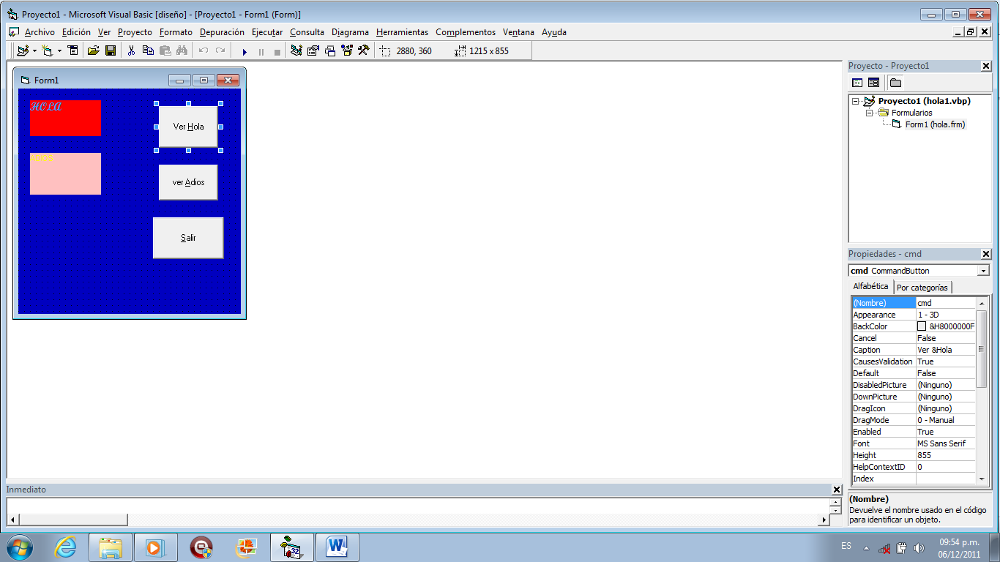 Proyecto1 - Microsoft Visual Basic [diseño] - [Proyecto1 - Form1 (Form)]
Archivo Edición Ver Proyecto Formato Depuración Ejecutar Consulta Diagrama Herramientas Complementos Ventana Ayuda
2880, 360 1215 x 855
Form1
HOLA
ADIOS
Ver Hola
ver Adios
Salir
Proyecto - Proyecto1
Proyecto1 (hola1.vbp)
Formularios
Form1 (hola.frm)
Propiedades - cmd
cmd CommandButton
Alfabética Por categorías
(Nombre) cmd
Appearance 1 - 3D
BackColor &H8000000F
Cancel False
Caption Ver &Hola
CausesValidation True
Default False
DisabledPicture (Ninguno)
DownPicture (Ninguno)
DragIcon (Ninguno)
DragMode 0 - Manual
Enabled True
Font MS Sans Serif
Height 855
HelpContextID 0
Index
(Nombre)
Devuelve el nombre usado en el código
para identificar un objeto.
Inmediato
32
W
ES
09:54 p.m.
06/12/2011